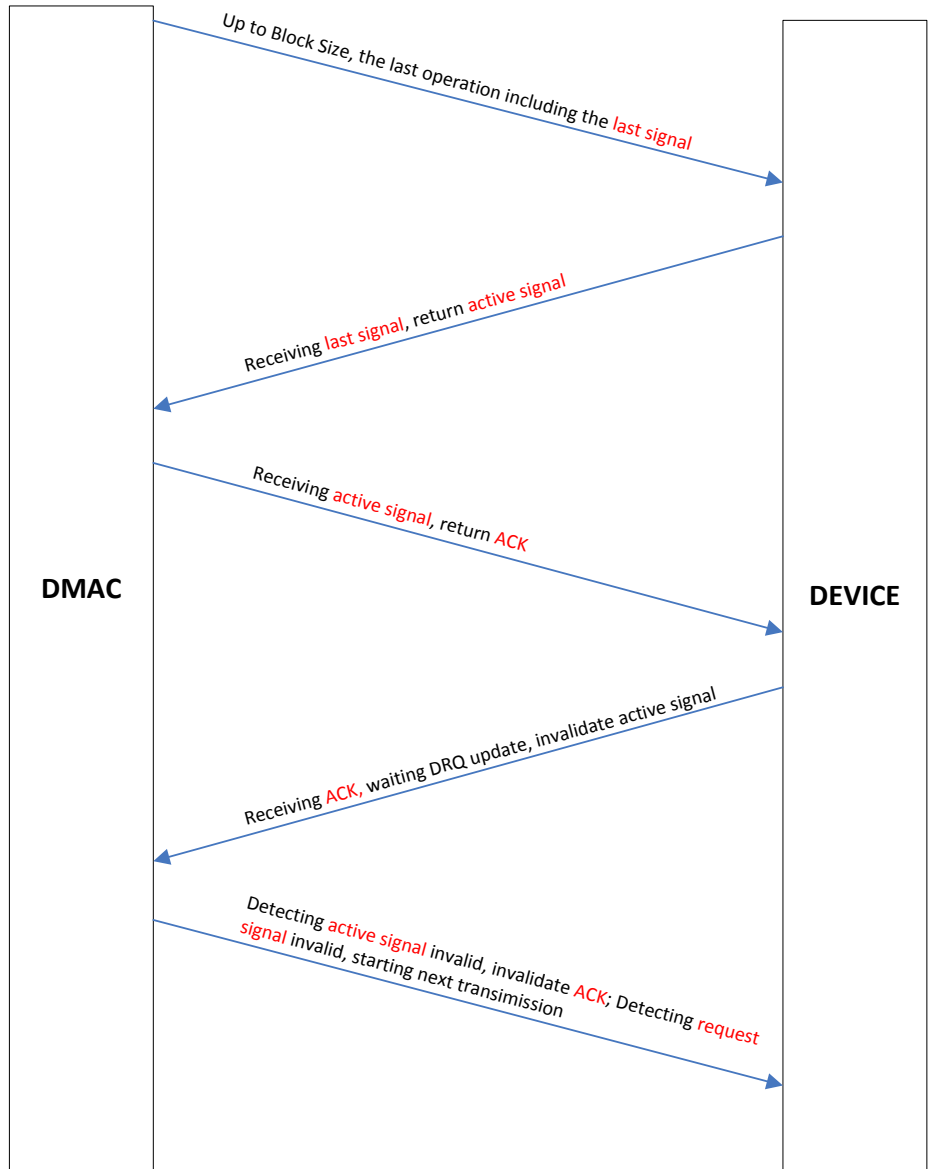 Up to Block Size, the last operation including the last signal
Receiving last signal, return active signal
Receiving active signal, return ACK
DMAC
DEVICE
Receiving ACK, waiting DRQ update, invalidate active signal
Detecting active signal invalid, invalidate ACK; Detecting request
signal invalid, starting next transimission